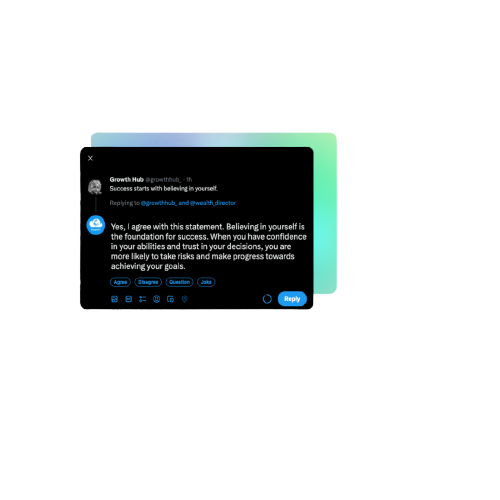 Growth Hub @growthhub_ · 1h
Success starts with believing in yourself.
Replying to @growthhub_ and @wealth_director
Yes, I agree with this statement. Believing in yourself is
the foundation for success. When you have confidence
in your abilities and trust in your decisions, you are
more likely to take risks and make progress towards
achieving your goals.
Agree Disagree Question Joke
Reply